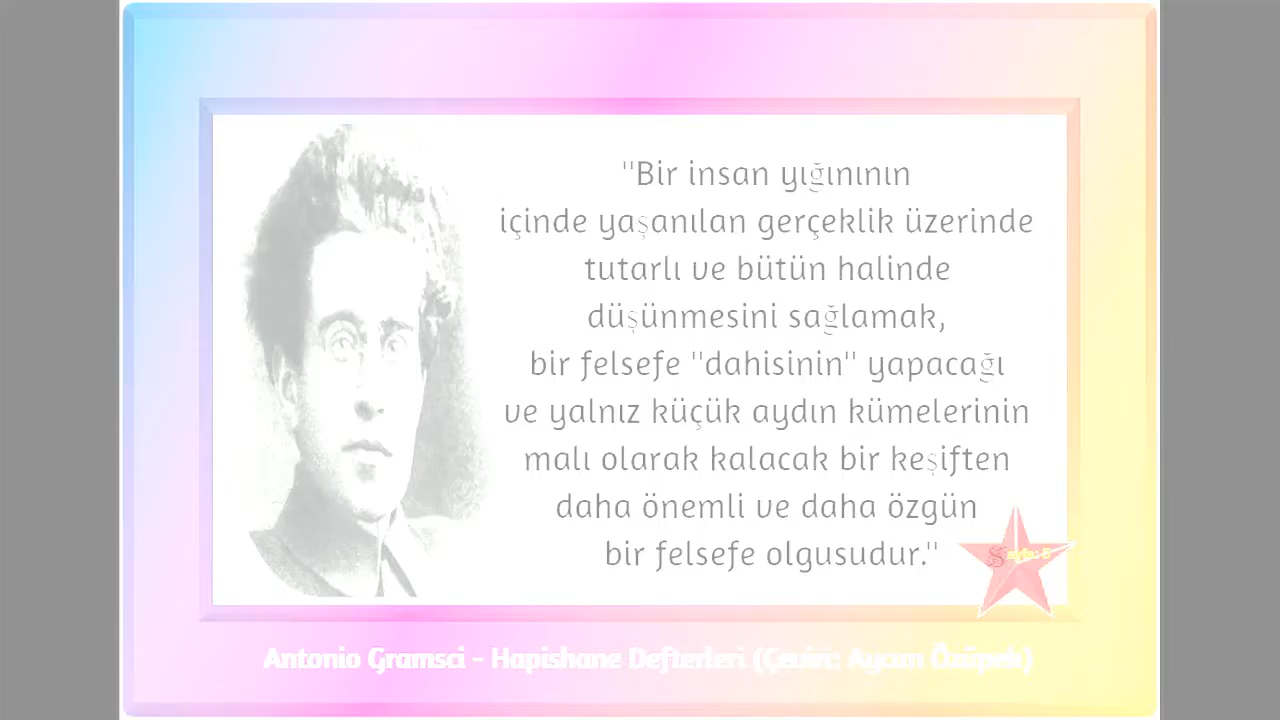 "Bir insan yığınının
içinde yaşanılan gerçeklik üzerinde
tutarlı ve bütün halinde
düşünmesini sağlamak,
bir felsefe "dahisinin" yapacağı
ve yalnız küçük aydın kümelerinin
malı olarak kalacak bir keşiften
daha önemli ve daha özgün
bir felsefe olgusudur."
Sayfa: 5
Antonio Gramsci - Hapishane Defterleri (Çeviri: